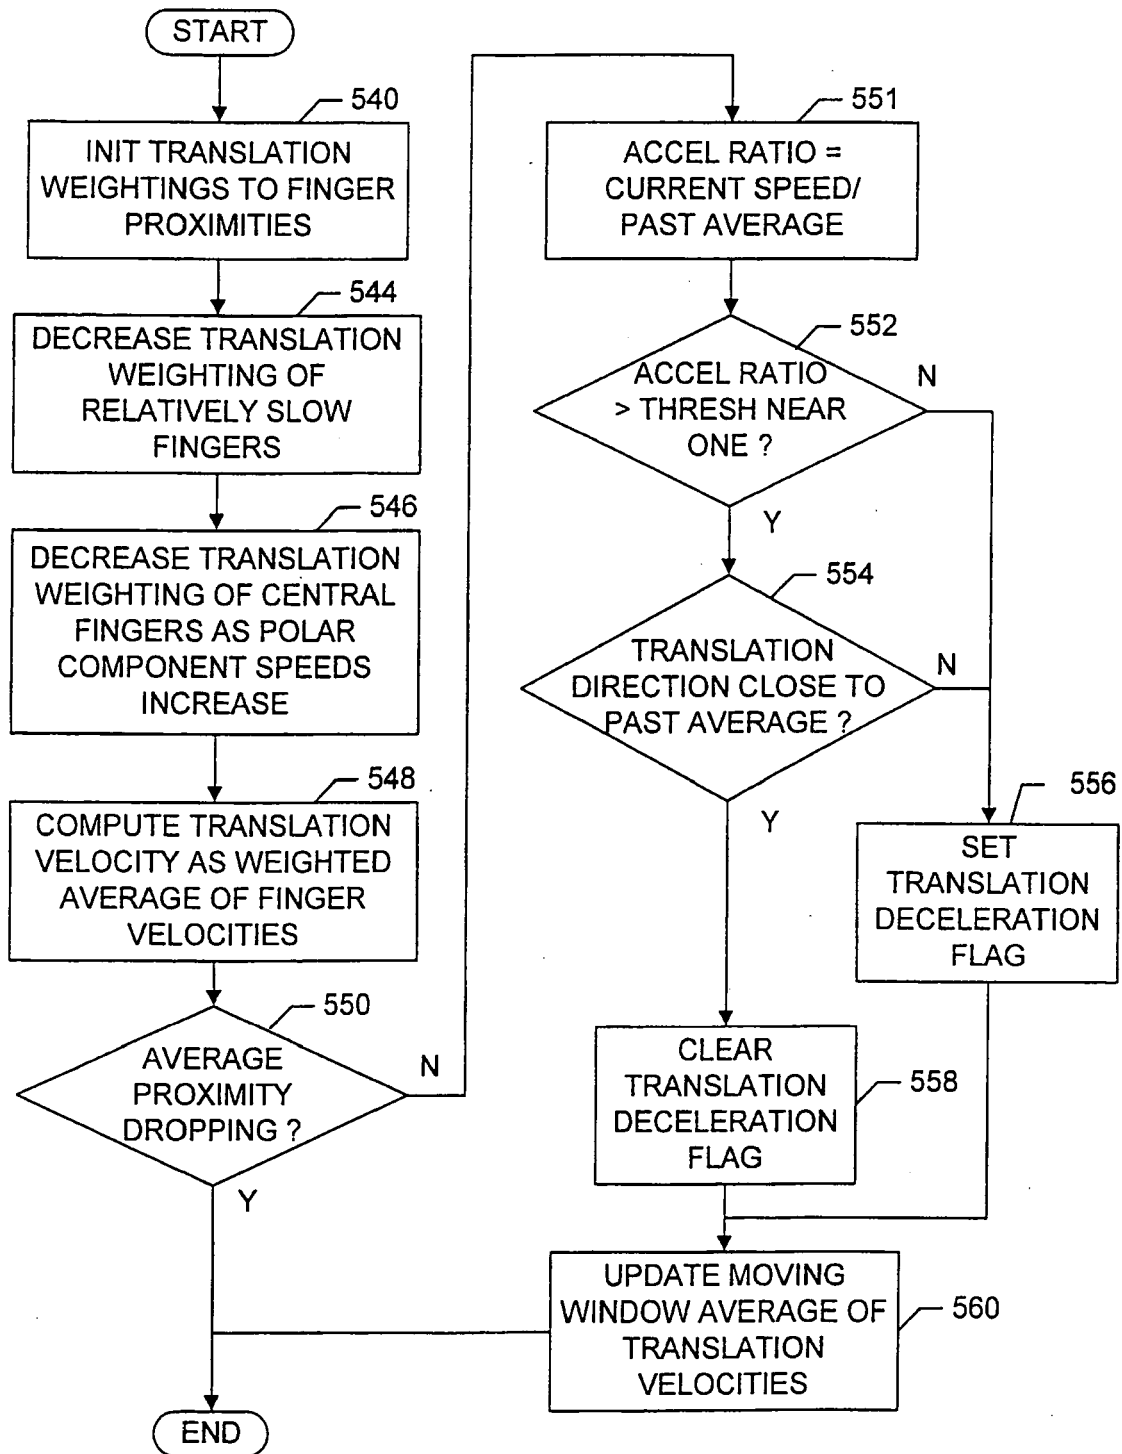 START
540
INIT TRANSLATION
WEIGHTINGS TO FINGER
PROXIMITIES
544
DECREASE TRANSLATION
WEIGHTING OF
RELATIVELY SLOW
FINGERS
546
DECREASE TRANSLATION
WEIGHTING OF CENTRAL
FINGERS AS POLAR
COMPONENT SPEEDS
INCREASE
548
COMPUTE TRANSLATION
VELOCITY AS WEIGHTED
AVERAGE OF FINGER
VELOCITIES
550
AVERAGE
PROXIMITY
DROPPING ?
N
Y
551
ACCEL RATIO =
CURRENT SPEED/
PAST AVERAGE
552
ACCEL RATIO
> THRESH NEAR
ONE ?
N
Y
554
TRANSLATION
DIRECTION CLOSE TO
PAST AVERAGE ?
N
Y
556
SET
TRANSLATION
DECELERATION
FLAG
CLEAR
TRANSLATION
DECELERATION
FLAG
558
UPDATE MOVING
WINDOW AVERAGE OF
TRANSLATION
VELOCITIES
560
END